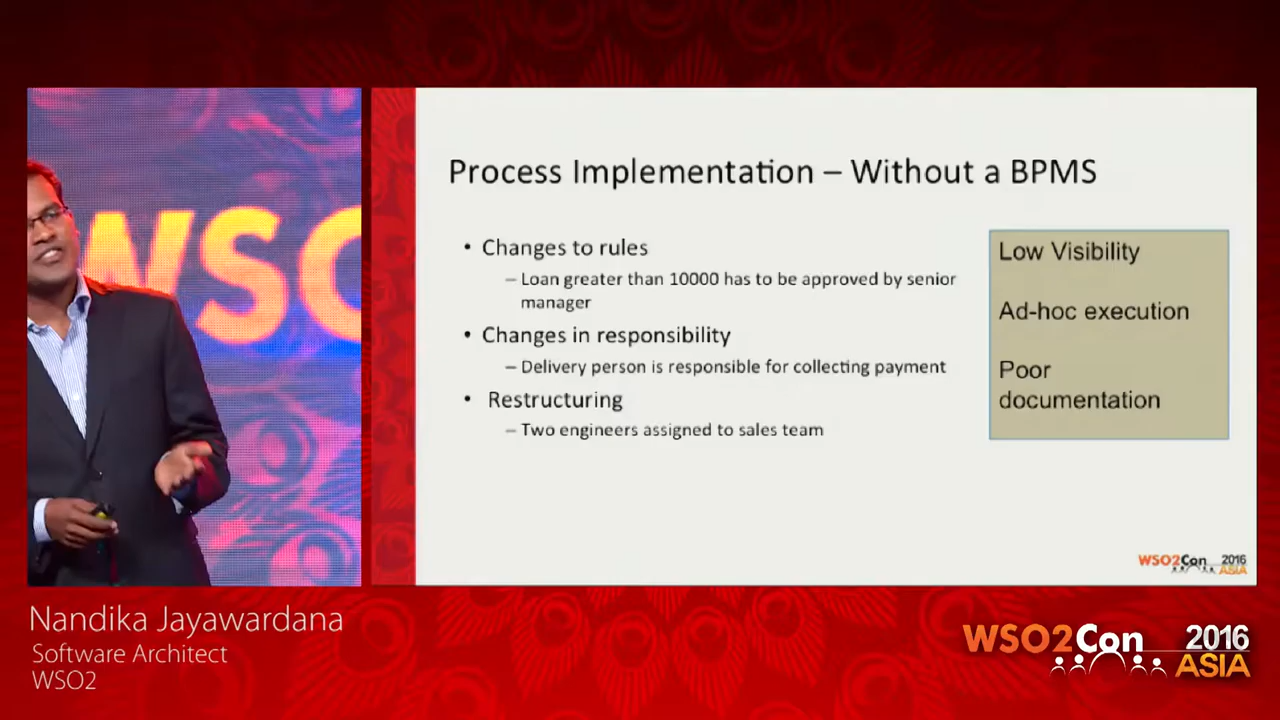 WSO
Process Implementation – Without a BPMS
• Changes to rules
– Loan greater than 10000 has to be approved by senior
manager
• Changes in responsibility
– Delivery person is responsible for collecting payment
• Restructuring
– Two engineers assigned to sales team
Low Visibility
Ad-hoc execution
Poor
documentation
WSO2Con 2016
ASIA
Nandika Jayawardana
Software Architect
WSO2
WSO2Con 2016
ASIA